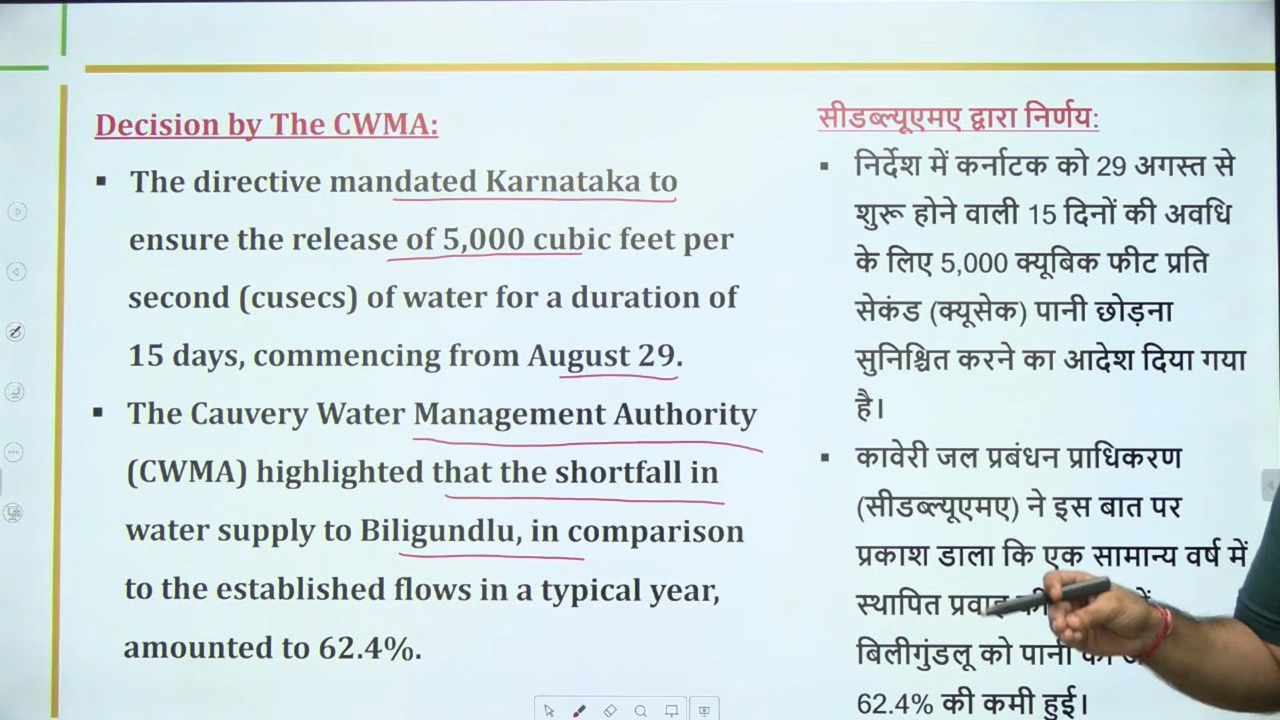 Decision by The CWMA:
▪ The directive mandated Karnataka to
ensure the release of 5,000 cubic feet per
second (cusecs) of water for a duration of
15 days, commencing from August 29.
▪ The Cauvery Water Management Authority
(CWMA) highlighted that the shortfall in
water supply to Biligundlu, in comparison
to the established flows in a typical year,
amounted to 62.4%.
सीडब्ल्यूएमए द्वारा निर्णय:
▪ निर्देश में कर्नाटक को 29 अगस्त से
शुरू होने वाली 15 दिनों की अवधि
के लिए 5,000 क्यूबिक फीट प्रति
सेकंड (क्यूसेक) पानी छोड़ना
सुनिश्चित करने का आदेश दिया गया
है।
▪ कावेरी जल प्रबंधन प्राधिकरण
(सीडब्ल्यूएमए) ने इस बात पर
प्रकाश डाला कि एक सामान्य वर्ष में
स्थापित प्रवाह की
बिलीगुंडलू को पानी
62.4% की कमी हुई।